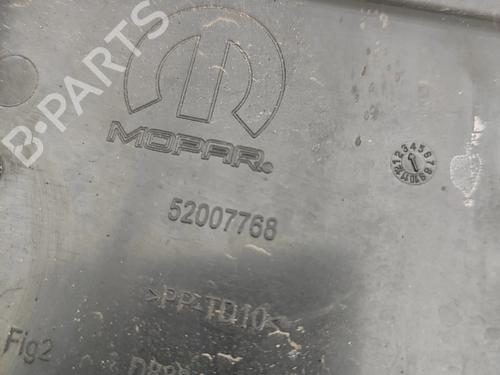 B-PARTS
MOPAR
52007768
>PP-TD10<
Fig2